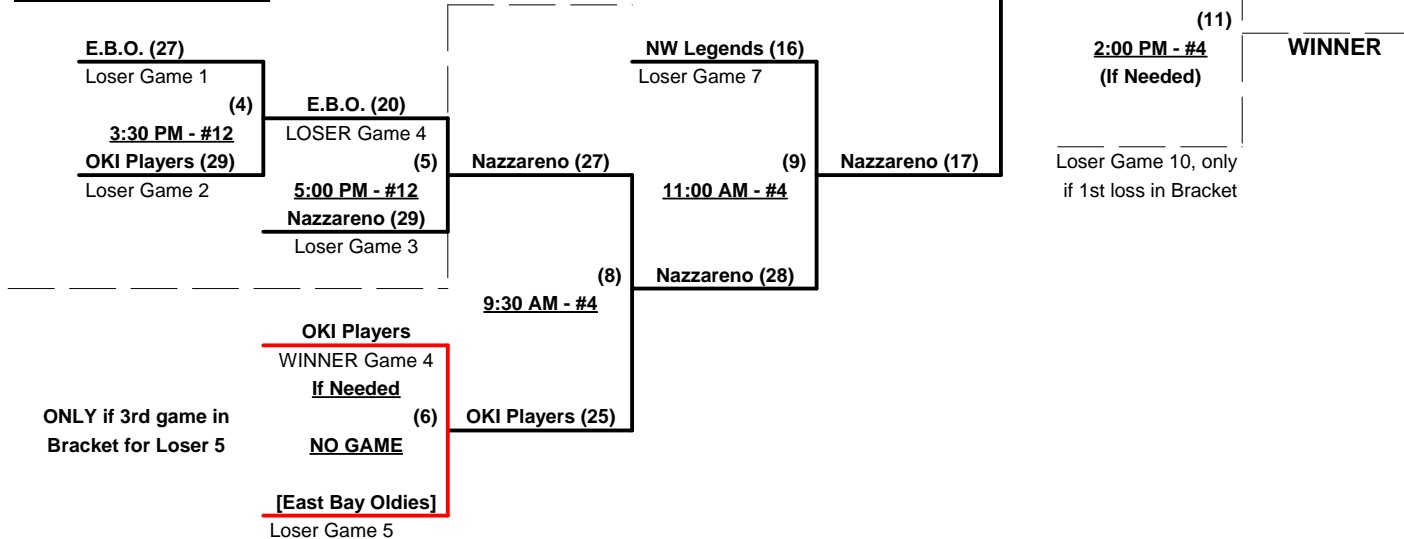 (11)
E.B.O. (27)
NW Legends (16)
2:00 PM - #4
WINNER
Loser Game 1
Loser Game 7
(If Needed)
(4)
E.B.O. (20)
3:30 PM - #12
LOSER Game 4
OKI Players (29)
(5)
Nazzareno (27)
(9)
Nazzareno (17)
Loser Game 10, only
Loser Game 2
5:00 PM - #12
11:00 AM - #4
if 1st loss in Bracket
Nazzareno (29)
Loser Game 3
(8)
Nazzareno (28)
9:30 AM - #4
OKI Players
WINNER Game 4
If Needed
ONLY if 3rd game in
(6)
OKI Players (25)
Bracket for Loser 5
NO GAME
[East Bay Oldies]
Loser Game 5